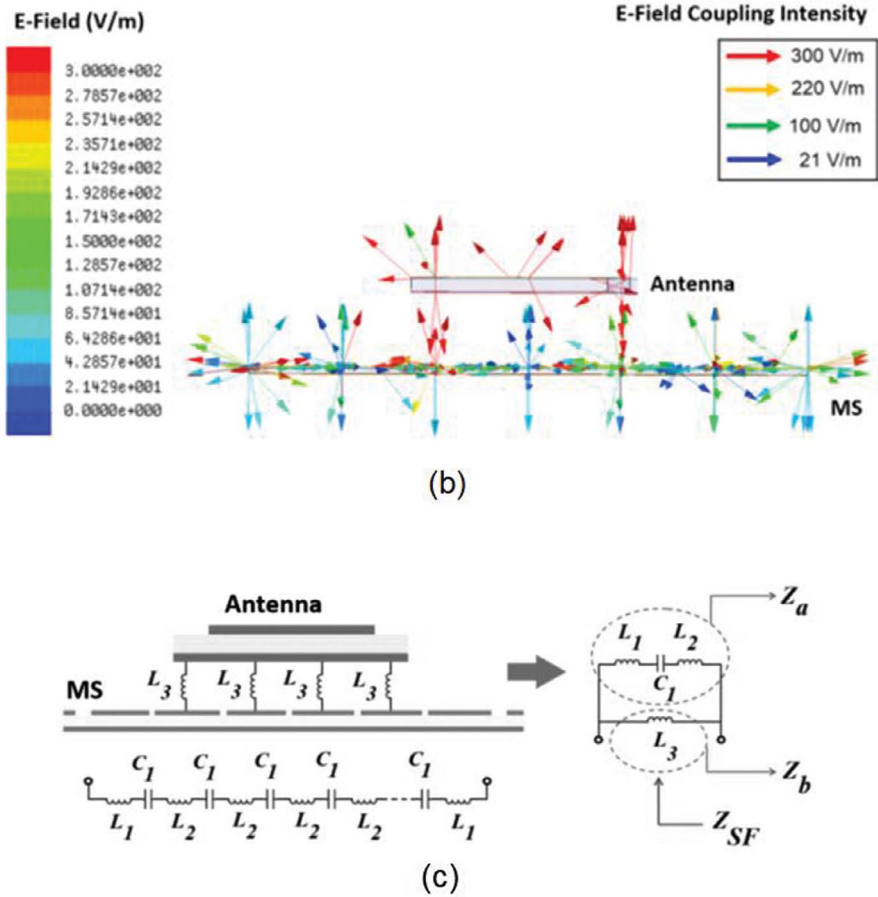 E-Field (V/m)
3.0000e+002
2.7857e+002
2.5714e+002
2.3571e+002
2.1429e+002
1.9286e+002
1.7143e+002
1.5000e+002
1.2857e+002
1.0714e+002
8.5714e+001
6.4286e+001
4.2857e+001
2.1429e+001
0.0000e+000
E-Field Coupling Intensity
300 V/m
220 V/m
100 V/m
21 V/m
Antenna
MS
(b)
Antenna
MS
L3 L3 L3 L3
C1 C1 C1 C1 C1
L1 L2 L2 L2 L2 L1
Za
L1 L2
C1
L3
Zb
ZSF
(c)